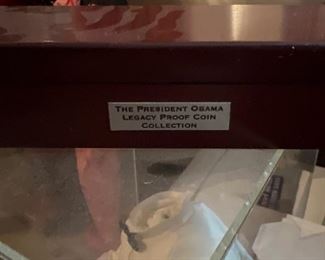 The President Obama
Legacy Proof Coin
Collection